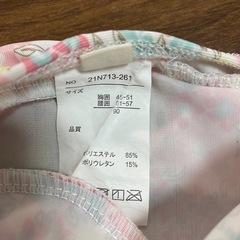 NO 21N713-261
サイズ
胸囲 45-51
腰囲 51-57
90
品質
ポリエステル 85%
ポリウレタン 15%